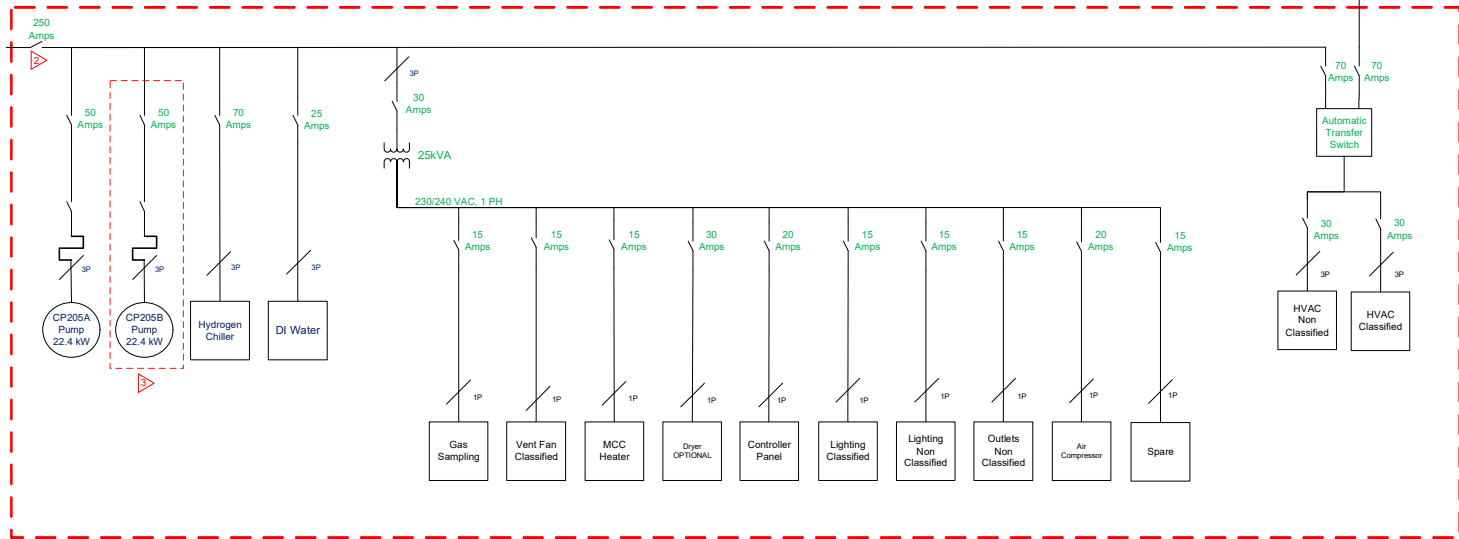 250
Amps
2
50
Amps
50
Amps
70
Amps
25
Amps
3P
30
Amps
25kVA
70
Amps
70
Amps
Automatic
Transfer
Switch
230/240 VAC, 1 PH
15
Amps
15
Amps
15
Amps
30
Amps
20
Amps
15
Amps
15
Amps
15
Amps
20
Amps
15
Amps
30
Amps
30
Amps
3P
3P
3P
3P
3P
3P
CP205A
Pump
22.4 kW
CP205B
Pump
22.4 kW
Hydrogen
Chiller
DI Water
HVAC
Non
Classified
HVAC
Classified
3
1P
1P
1P
1P
1P
1P
1P
1P
1P
1P
Gas
Sampling
Vent Fan
Classified
MCC
Heater
Dryer
OPTIONAL
Controller
Panel
Lighting
Classified
Lighting
Non
Classified
Outlets
Non
Classified
Air
Compressor
Spare